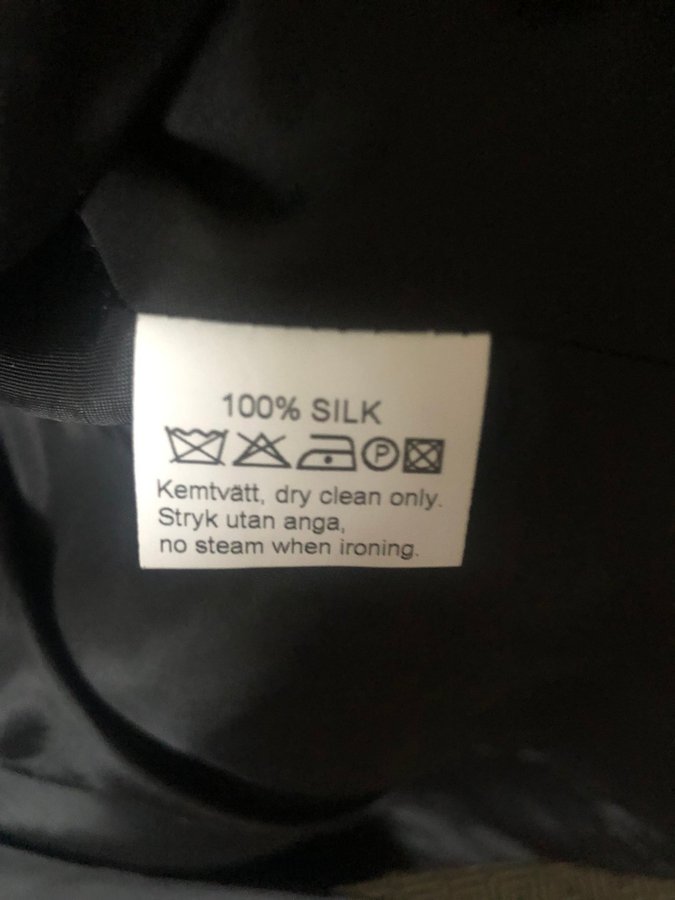 100% SILK
P
Kemtvätt, dry clean only.
Stryk utan anga,
no steam when ironing.